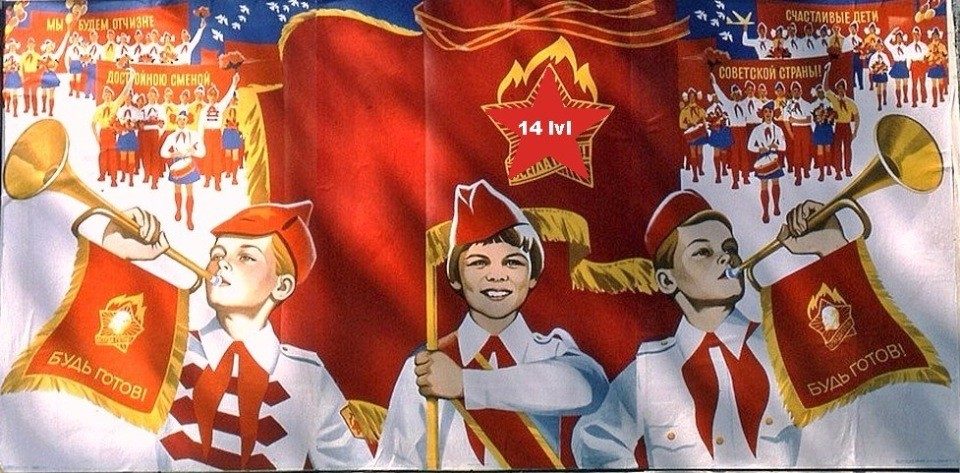 МЫ БУДЕМ ОТЧИЗНЕ
ДОСТОЙНОЮ СМЕНОЙ,
СЧАСТЛИВЫЕ ДЕТИ
СОВЕТСКОЙ СТРАНЫ!
14 lvl
БУДЬ ГОТОВ!
БУДЬ ГОТОВ!